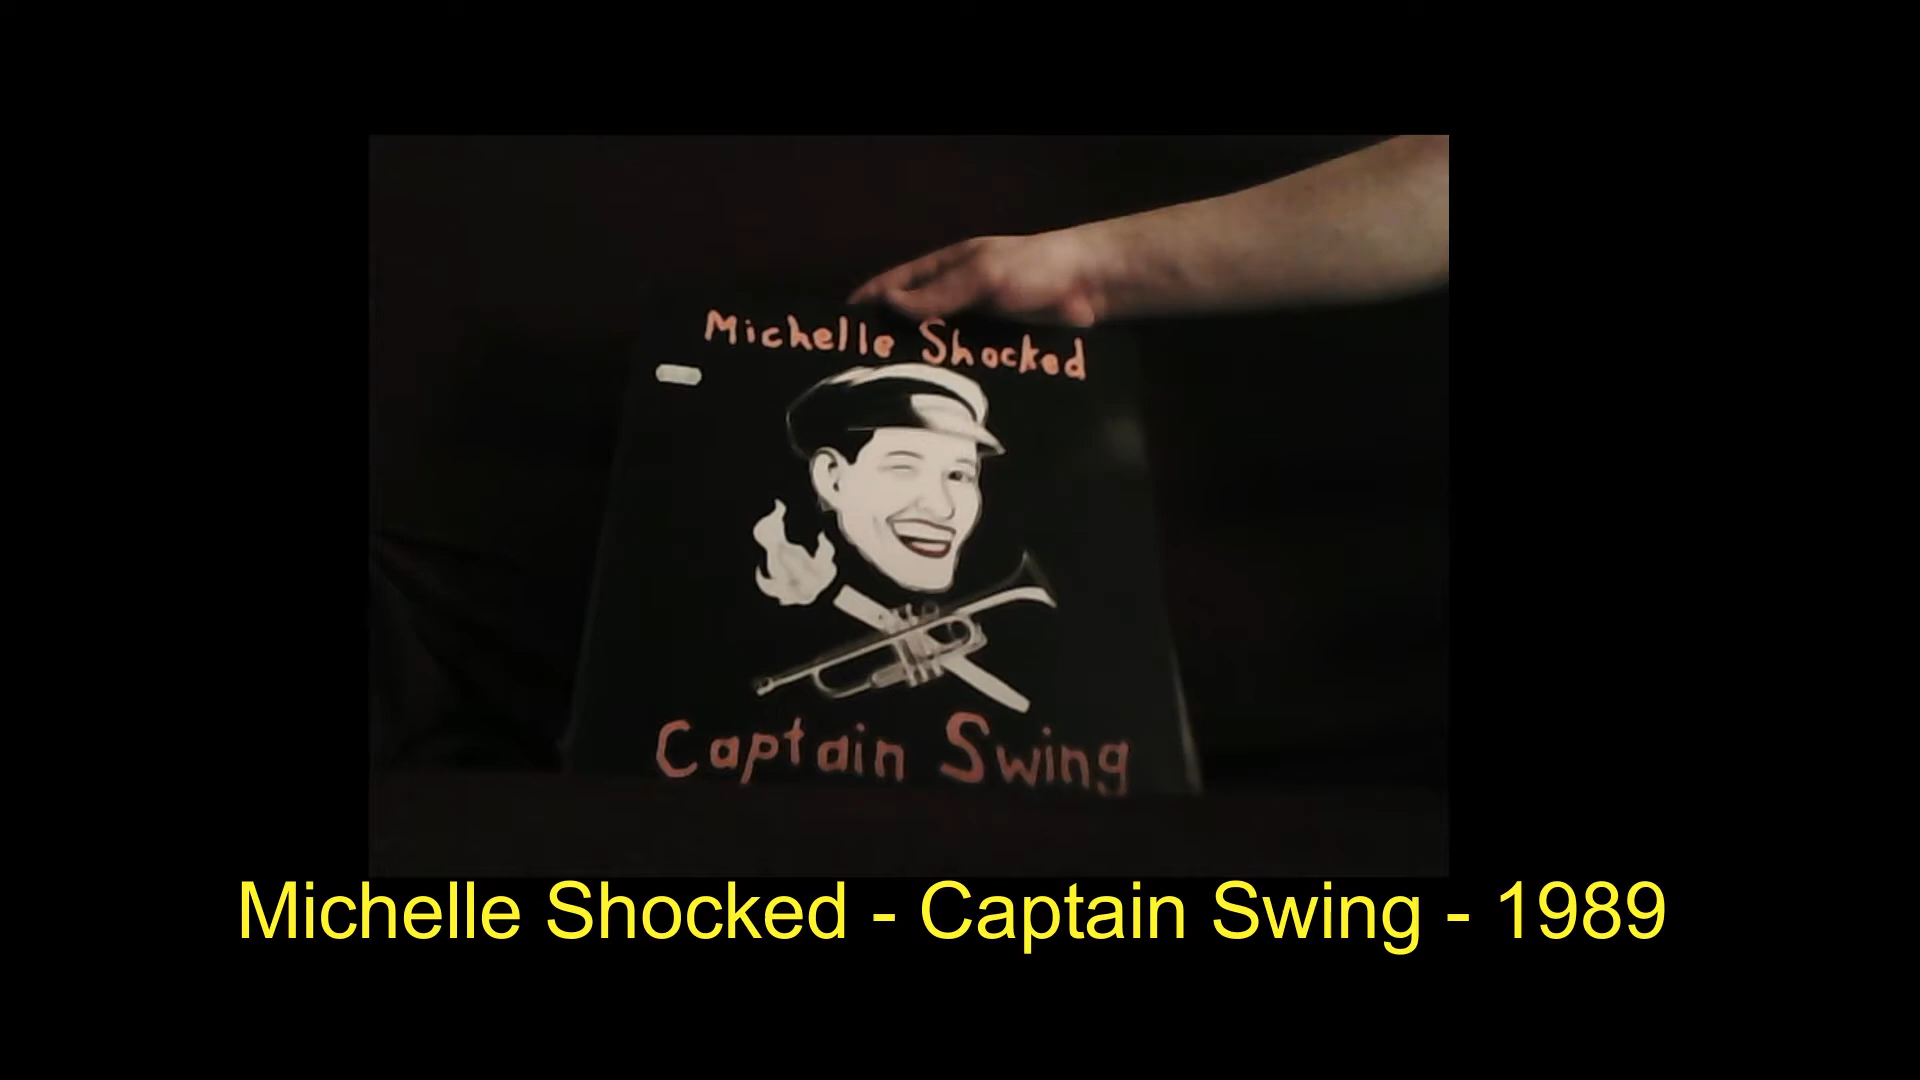 Michelle Shocked
Captain Swing
Michelle Shocked - Captain Swing - 1989